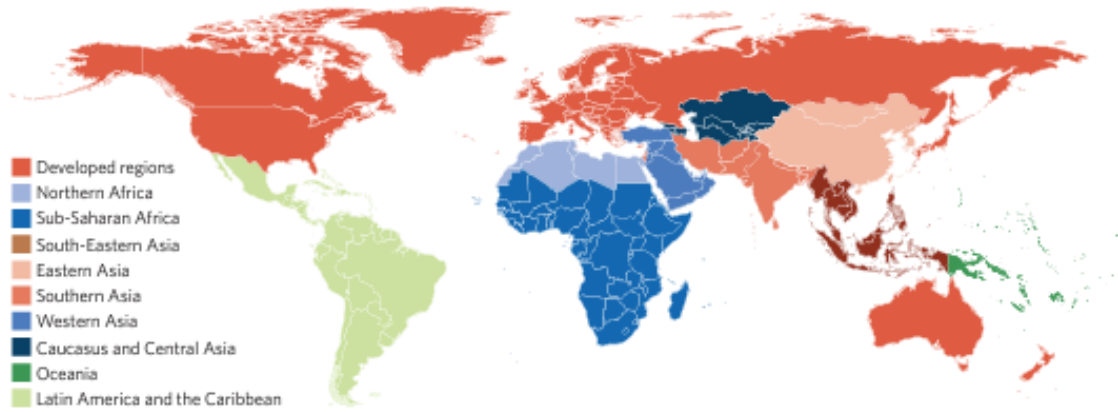 Developed regions
Northern Africa
Sub-Saharan Africa
South-Eastern Asia
Eastern Asia
Southern Asia
Western Asia
Caucasus and Central Asia
Oceania
Latin America and the Caribbean